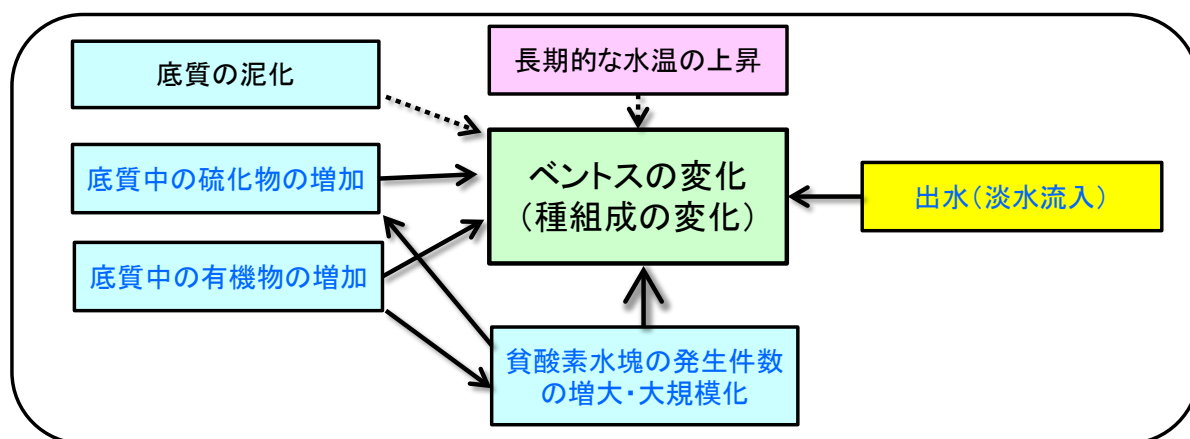 底質の泥化
長期的な水温の上昇
底質中の硫化物の増加
ベントスの変化
（種組成の変化）
出水（淡水流入）
底質中の有機物の増加
貧酸素水塊の発生件数
の増大・大規模化